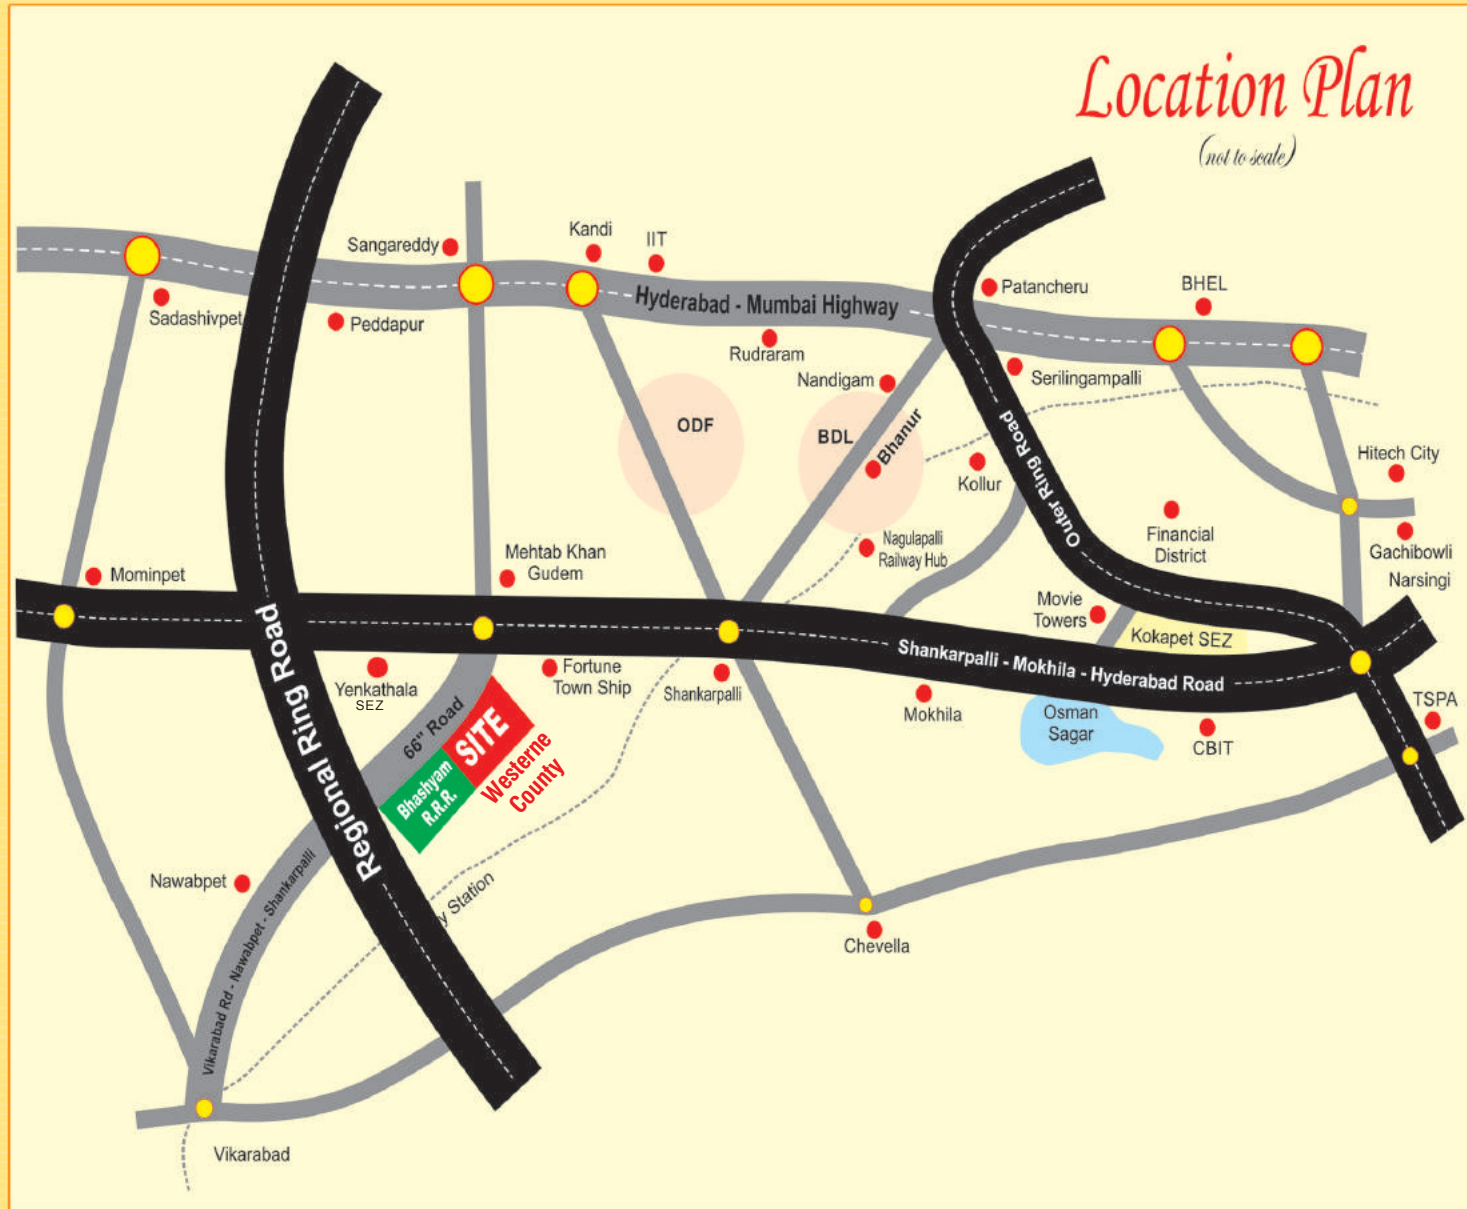 Location Plan
(not to scale)
Kandi
IIT
Sangareddy
Patancheru
BHEL
Hyderabad - Mumbai Highway
Sadashivpet
Peddapur
Rudraram
Nandigam
Serilingampalli
ODF
BDL
Bhanur
Outer Ring Road
Kollur
Hitech City
Financial
District
Gachibowli
Narsingi
Nagulapalli
Railway Hub
Mehtab Khan
Gudem
Mominpet
Movie
Towers
Kokapet SEZ
Regional Ring Road
Shankarpalli - Mokhila - Hyderabad Road
Yenkathala
SEZ
Fortune
Town Ship
Shankarpalli
Mokhila
Osman
Sagar
CBIT
TSPA
66" Road
SITE
Westerne
County
Bhashyam
R.R.R.
Nawabpet
Vikarabad Rd - Nawabpet - Shankarpalli
y Station
Chevella
Vikarabad